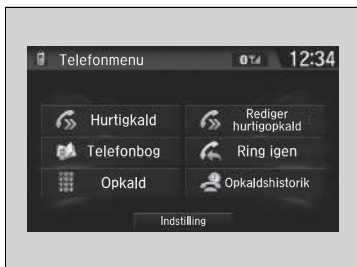 Telefonmenu
12:34
Hurtigkald
Rediger
hurtigopkald
Telefonbog
Ring igen
Opkald
Opkaldshistorik
Indstilling